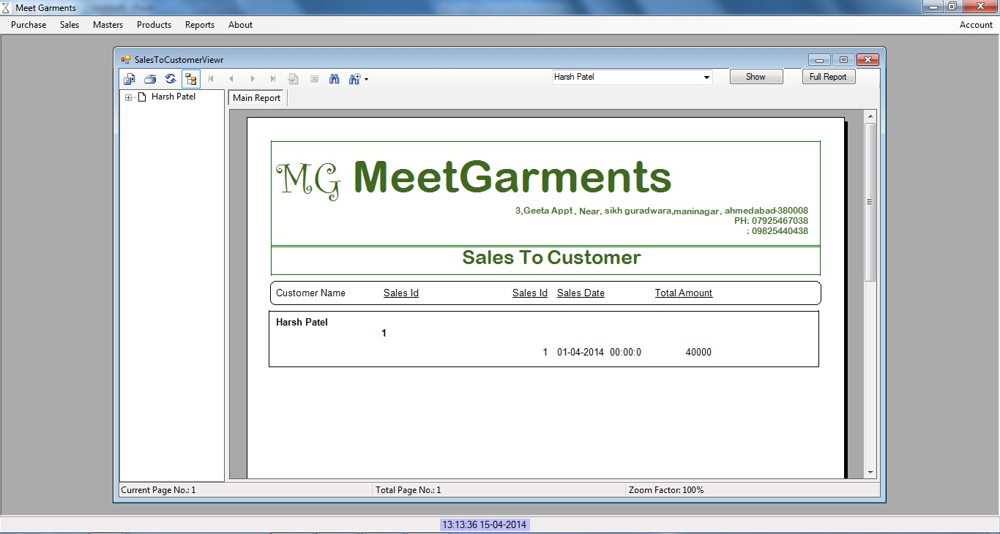 Meet Garments
Purchase Sales Masters Products Reports About Account
SalesToCustomerViewr
Harsh Patel Show Full Report
Harsh Patel
Main Report
MG MeetGarments
3,Geeta Appt , Near, sikh guradwara,maninagar, ahmedabad-380008
PH: 07925467038
: 09825440438
Sales To Customer
Customer Name Sales Id Sales Id Sales Date Total Amount
Harsh Patel
1
1 01-04-2014 00:00:0 40000
Current Page No.: 1 Total Page No.: 1 Zoom Factor: 100%
13:13:36 15-04-2014